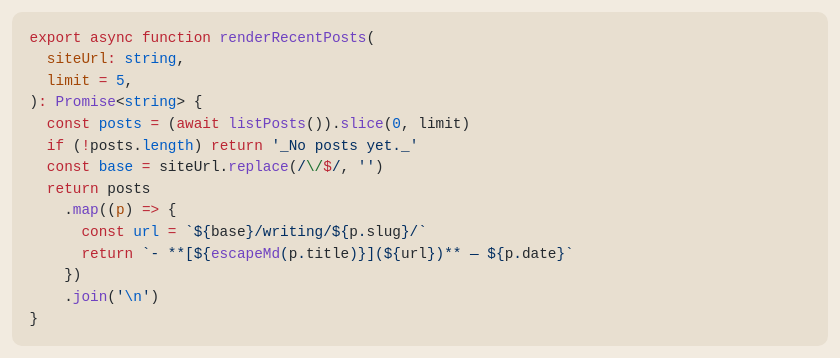 export async function renderRecentPosts(
  siteUrl: string,
  limit = 5,
): Promise<string> {
  const posts = (await listPosts()).slice(0, limit)
  if (!posts.length) return '_No posts yet._'
  const base = siteUrl.replace(/\/$/, '')
  return posts
    .map((p) => {
      const url = `${base}/writing/${p.slug}/`
      return `- **[${escapeMd(p.title)}](${url})** — ${p.date}`
    })
    .join('\n')
}